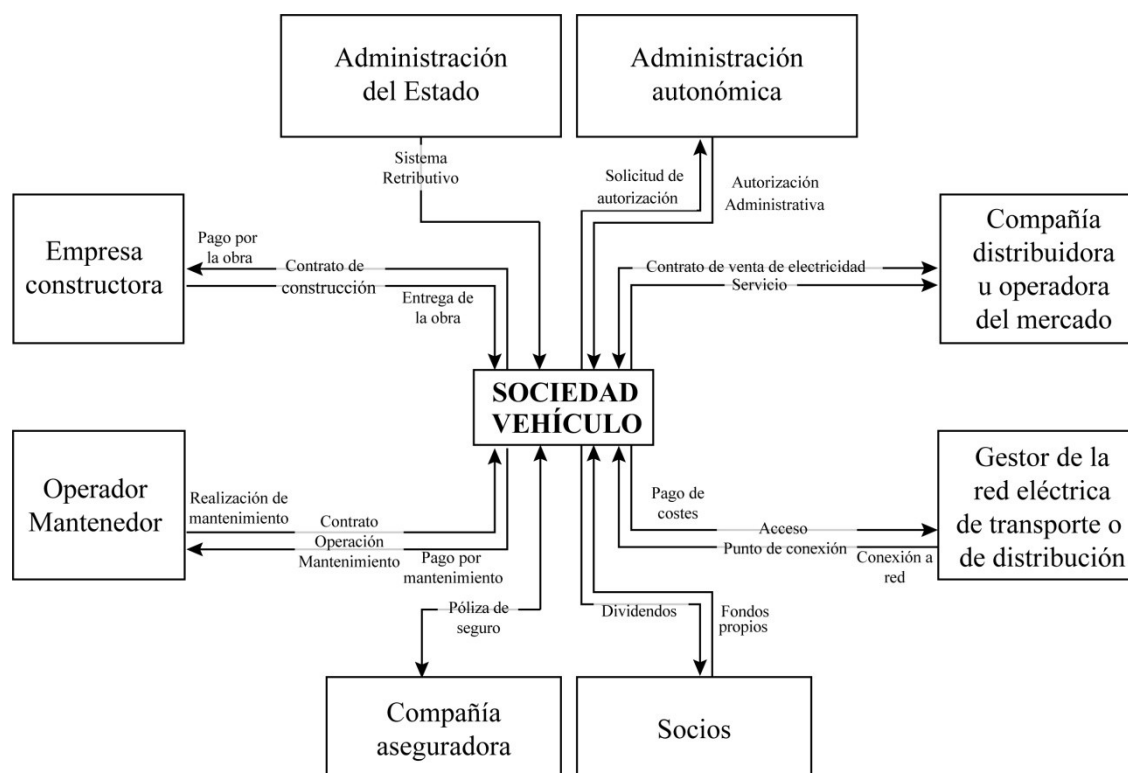 Administración
del Estado
Administración
autonómica
Sistema
Retributivo
Solicitud de
autorización
Autorización
Administrativa
Empresa
constructora
Pago por
la obra
Contrato de
construcción
Entrega de
la obra
Contrato de venta de electricidad
Servicio
Compañía
distribuidora
u operadora
del mercado
SOCIEDAD
VEHÍCULO
Operador
Mantenedor
Realización de
mantenimiento
Contrato
Operación
Mantenimiento
Pago por
mantenimiento
Pago de
costes
Acceso
Punto de conexión
Conexión a
red
Gestor de la
red eléctrica
de transporte o
de distribución
Póliza de
seguro
Dividendos
Fondos
propios
Compañía
aseguradora
Socios